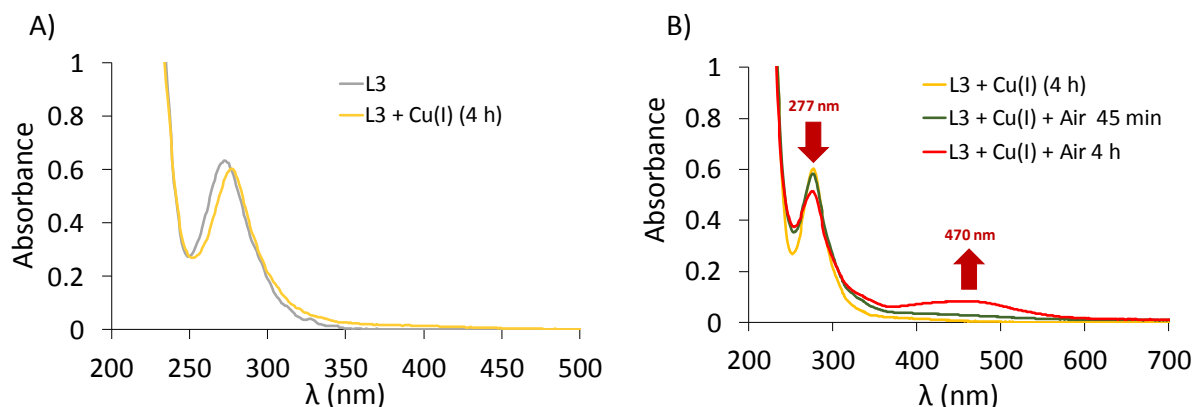 A)
1
0.8
0.6
0.4
0.2
0
Absorbance
200 250 300 350 400 450 500
λ (nm)
L3
L3 + Cu(I) (4 h)
B)
1
0.8
0.6
0.4
0.2
0
Absorbance
200 300 400 500 600 700
λ (nm)
277 nm
470 nm
L3 + Cu(I) (4 h)
L3 + Cu(I) + Air 45 min
L3 + Cu(I) + Air 4 h